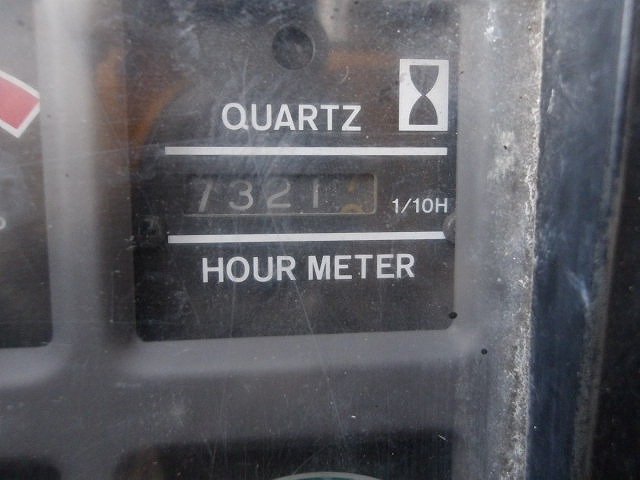 QUARTZ
7321
1/10H
HOUR METER